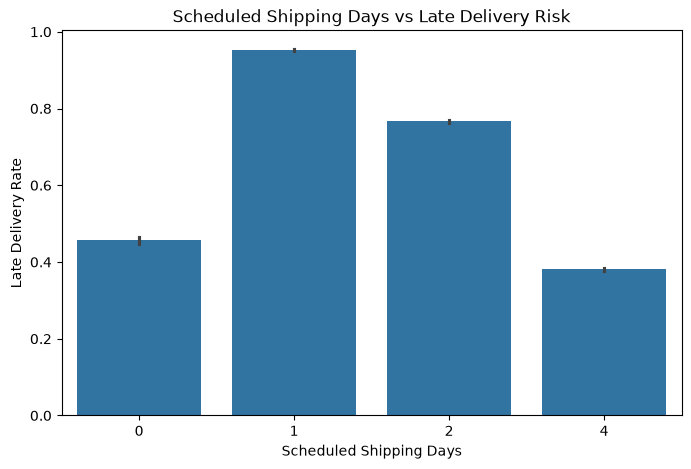 Scheduled Shipping Days vs Late Delivery Risk
1.0
0.8
0.6
0.4
0.2
0.0
Late Delivery Rate
0 1 2 4
Scheduled Shipping Days